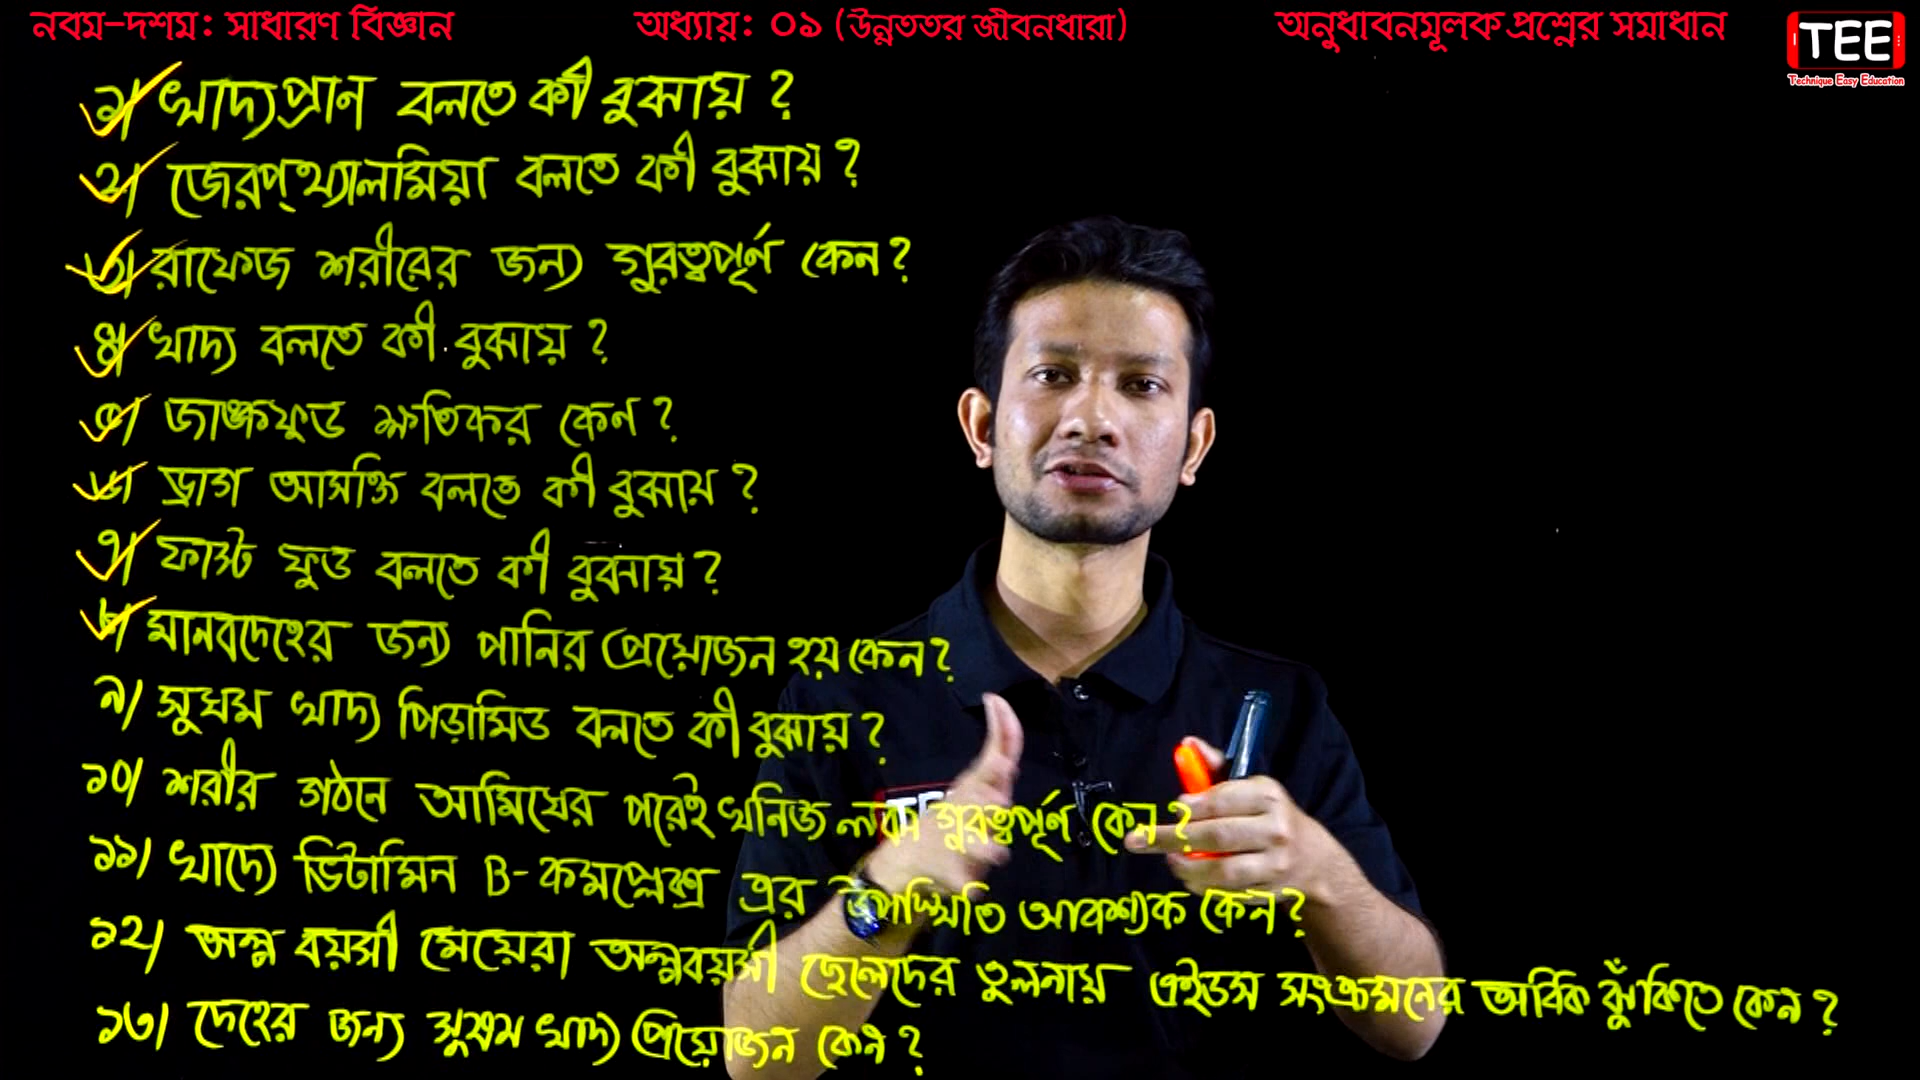 নবম-দশম: সাধারণ বিজ্ঞান
অধ্যায়: ০১ (উন্নততর জীবনধারা)
অনুধাবনমূলক প্রশ্নের সমাধান
TEE
Technique Easy Education
১/ খাদ্যপ্রাণ বলতে কী বুঝায় ?
২/ জেরপ্থ্যালমিয়া বলতে কী বুঝায় ?
৩/ রাফেজ শরীরের জন্য গুরত্বপূর্ণ কেন ?
৪/ খাদ্য বলতে কী বুঝায় ?
৫/ জাঙ্কফুড ক্ষতিকর কেন ?
৬/ ড্রাগ আসক্তি বলতে কী বুঝায় ?
৭/ ফাস্ট ফুড বলতে কী বুঝায় ?
৮/ মানবদেহের জন্য পানির প্রয়োজন হয় কেন ?
৯/ সুষম খাদ্য পিড়ামিড বলতে কী বুঝায় ?
১০/ শরীর গঠনে আমিষের পরেই খনিজ লবণ গুরত্বপূর্ণ কেন ?
১১/ খাদ্যে ভিটামিন B-কমপ্লেক্স এর উপস্থিতি আবশ্যক কেন ?
১২/ অল্প বয়সী মেয়েরা অল্পবয়সী ছেলেদের তুলনায় এইডস সংক্রমনের অধিক ঝুঁকিতে কেন ?
১৩/ দেহের জন্য সুষম খাদ্য প্রয়োজন কেন ?